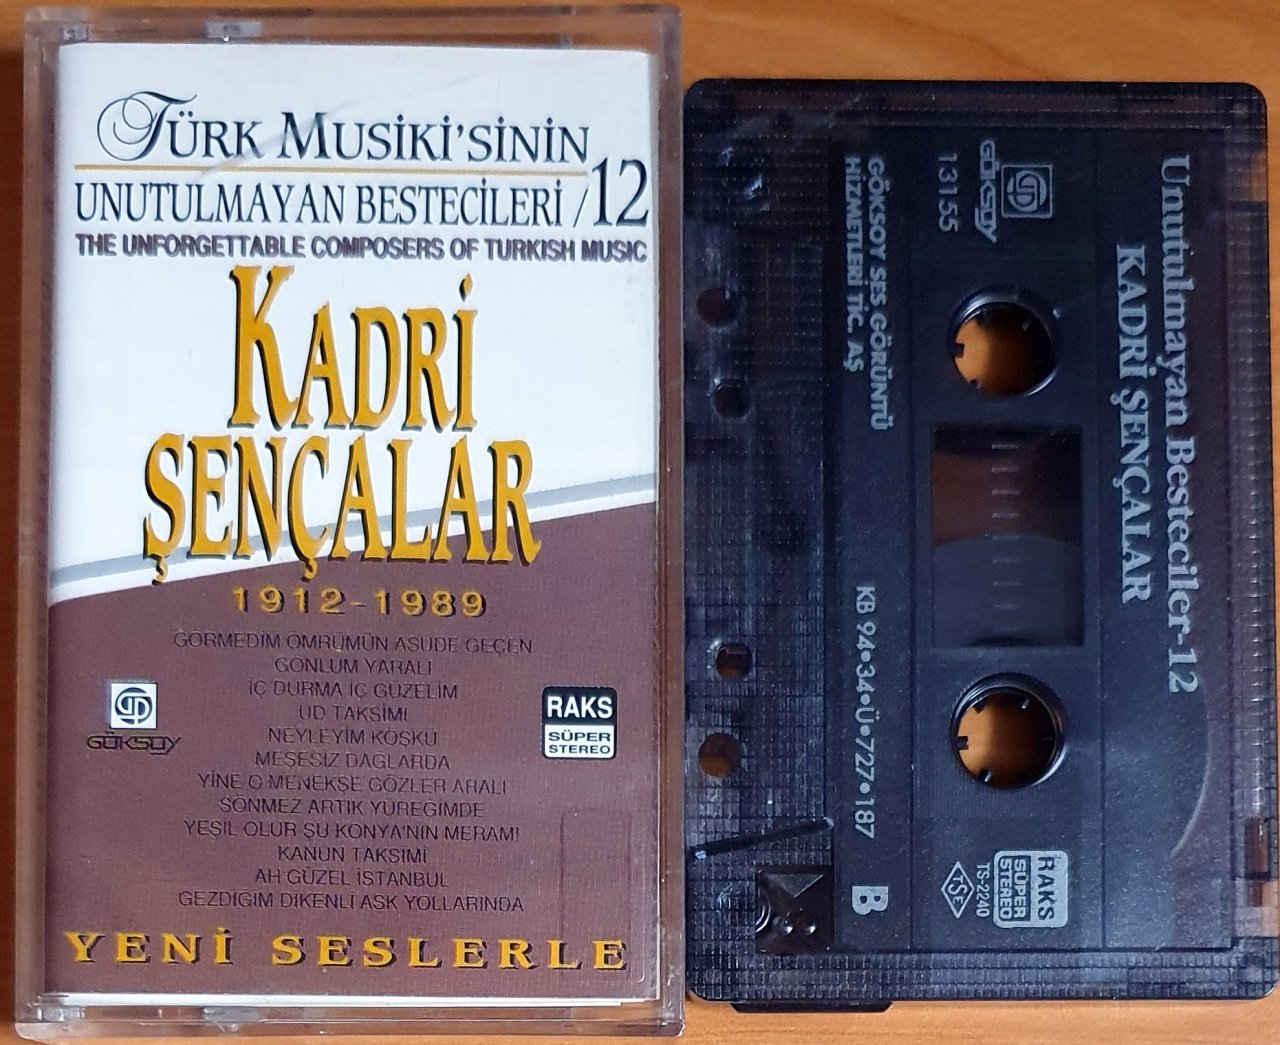 TÜRK MUSİKİ'SİNİN
UNUTULMAYAN BESTECİLERİ /12
THE UNFORGETTABLE COMPOSERS OF TURKISH MUSIC
KADRİ
ŞENÇALAR
1912-1989
GÖRMEDİM ÖMRÜMÜN ASUDE GEÇEN
GÖNLÜM YARALI
İÇ DURMA İÇ GÜZELİM
UD TAKSİMİ
NEYLEYİM KÖŞKÜ
MEŞESİZ DAĞLARDA
YİNE O MENEKŞE GÖZLER ARALI
SÖNMEZ ARTIK YÜREĞİMDE
YEŞİL OLUR ŞU KONYA'NIN MERAMI
KANUN TAKSİMİ
AH GÜZEL İSTANBUL
GEZDİĞİM DİKENLİ AŞK YOLLARINDA
GÖKSOY
RAKS
SÜPER
STEREO
YENİ SESLERLE
Unutulmayan Besteciler-12
KADRİ ŞENÇALAR
GÖKSOY
131.55
RAKS
SÜPER
STEREO
TS-2240
TSE
GÖKSOY SES GÖRÜNTÜ
HİZMETLERİ TİC. AŞ
KB 94•34•Ü•727•187
B